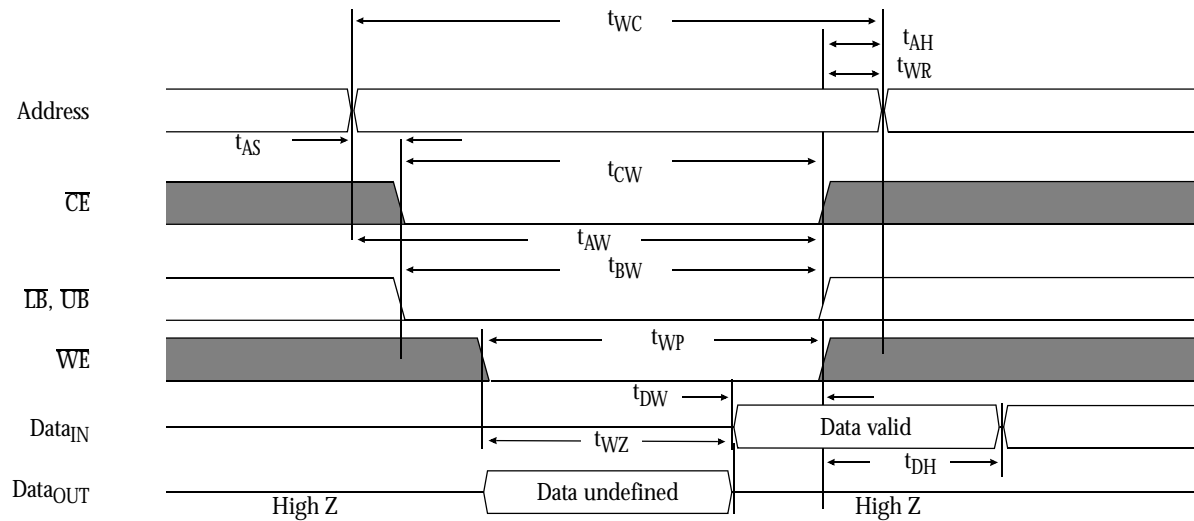 tWC
tAH
tWR
Address
tAS
tCW
CE
tAW
tBW
LB, UB
tWP
WE
tDW
DataIN
Data valid
tWZ
tDH
DataOUT
Data undefined
High Z
High Z